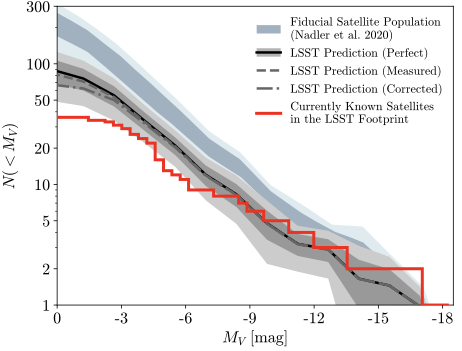 Fiducial Satellite Population
(Nadler et al. 2020)
LSST Prediction (Perfect)
LSST Prediction (Measured)
LSST Prediction (Corrected)
Currently Known Satellites
in the LSST Footprint
N(< M_V)
100
50
20
10
5
2
1
0 -3 -6 -9 -12 -15 -18
M_V [mag]